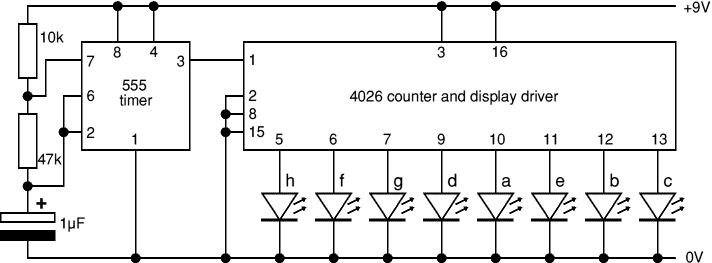 +9V
10k
8 4 3 16
7 3 1
555
timer
6 2
4026 counter and display driver
8
2 15
1 5 6 7 9 10 11 12 13
47k
h f g d a e b c
+
1µF
0V